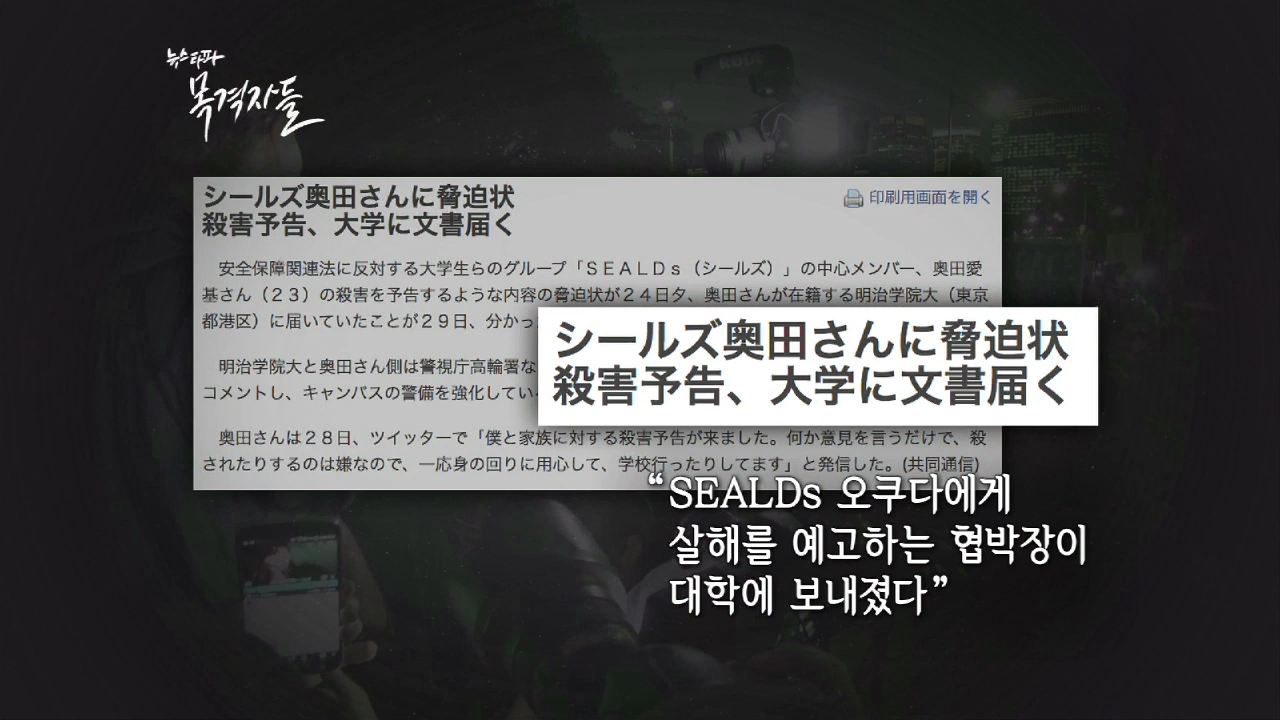 뉴스타파
목격자들
シールズ奥田さんに脅迫状
殺害予告、大学に文書届く
印刷用画面を開く
安全保障関連法に反対する大学生らのグループ「ＳＥＡＬＤｓ（シールズ）」の中心メンバー、奥田愛
基さん（２３）の殺害を予告するような内容の脅迫状が２４日夕、奥田さんが在籍する明治学院大（東京
都港区）に届いていたことが２９日、分かっ
明治学院大と奥田さん側は警視庁高輪署な
コメントし、キャンパスの警備を強化してい
奥田さんは２８日、ツイッターで「僕と家族に対する殺害予告が来ました。何か意見を言うだけで、殺
されたりするのは嫌なので、一応身の回りに用心して、学校行ったりしてます」と発信した。(共同通信)
シールズ奥田さんに脅迫状
殺害予告、大学に文書届く
“SEALDs 오쿠다에게
살해를 예고하는 협박장이
대학에 보내졌다”
RODE